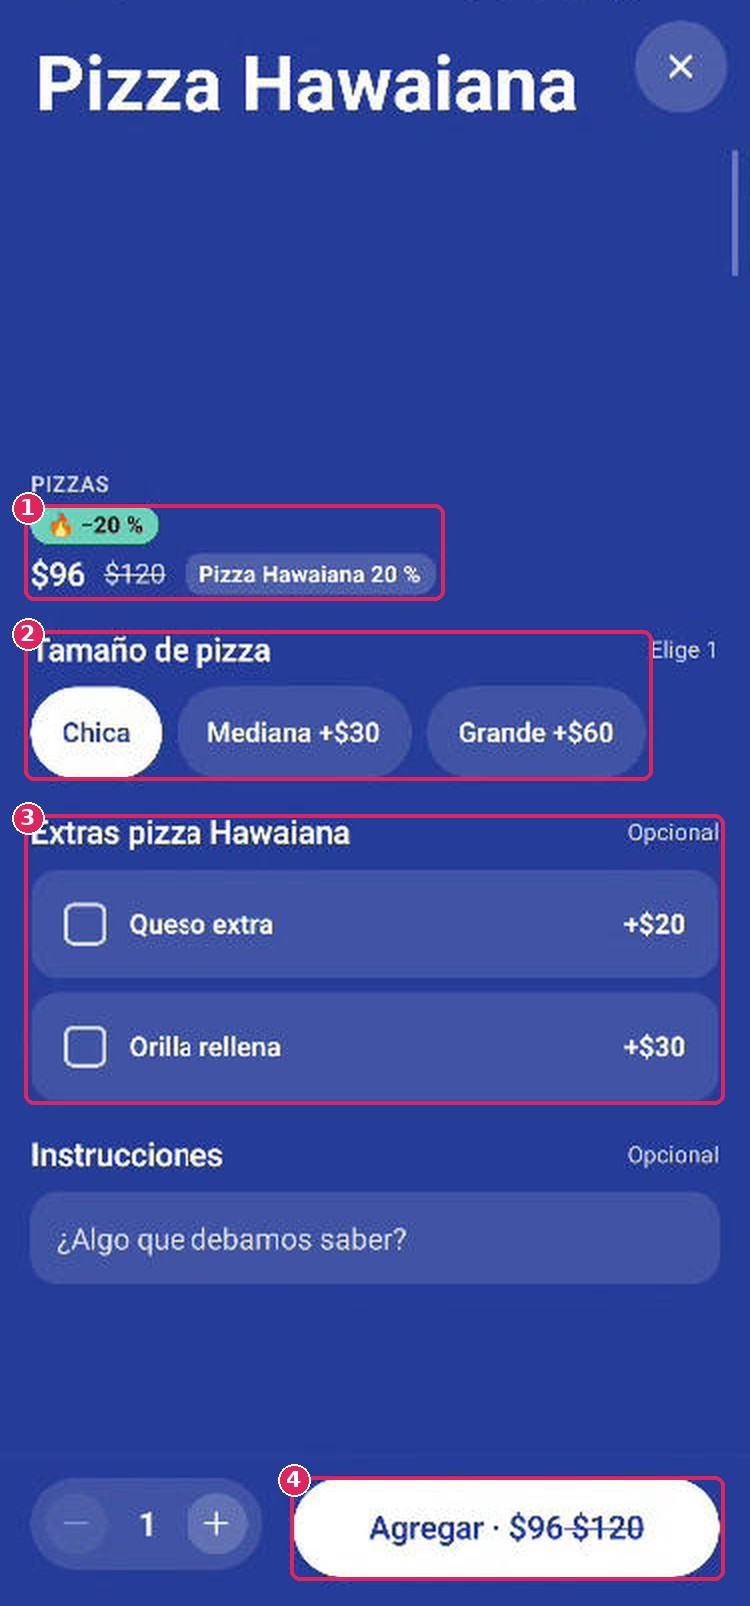 Pizza Hawaiana
PIZZAS
1
🔥 -20 %
$96 $120 Pizza Hawaiana 20 %
2
Tamaño de pizza Elige 1
Chica Mediana +$30 Grande +$60
3
Extras pizza Hawaiana Opcional
Queso extra +$20
Orilla rellena +$30
Instrucciones Opcional
¿Algo que debamos saber?
4
1 Agregar · $96 $120